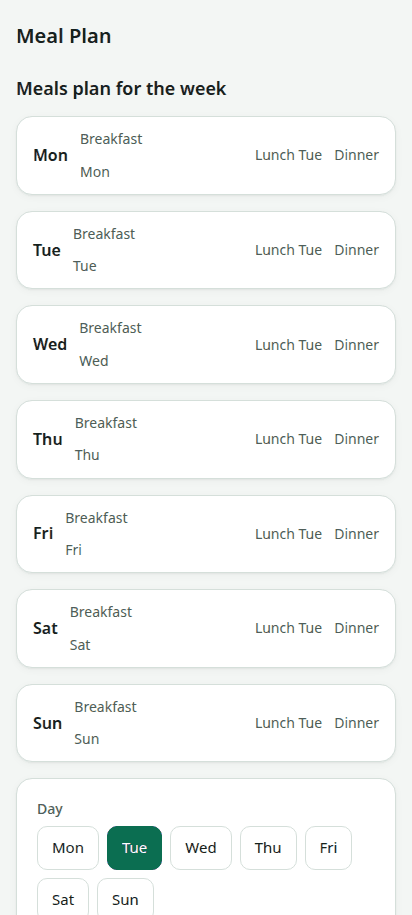 Meal Plan
Meals plan for the week
Mon Breakfast Mon Lunch Tue Dinner
Tue Breakfast Tue Lunch Tue Dinner
Wed Breakfast Wed Lunch Tue Dinner
Thu Breakfast Thu Lunch Tue Dinner
Fri Breakfast Fri Lunch Tue Dinner
Sat Breakfast Sat Lunch Tue Dinner
Sun Breakfast Sun Lunch Tue Dinner
Day
Mon Tue Wed Thu Fri
Sat Sun